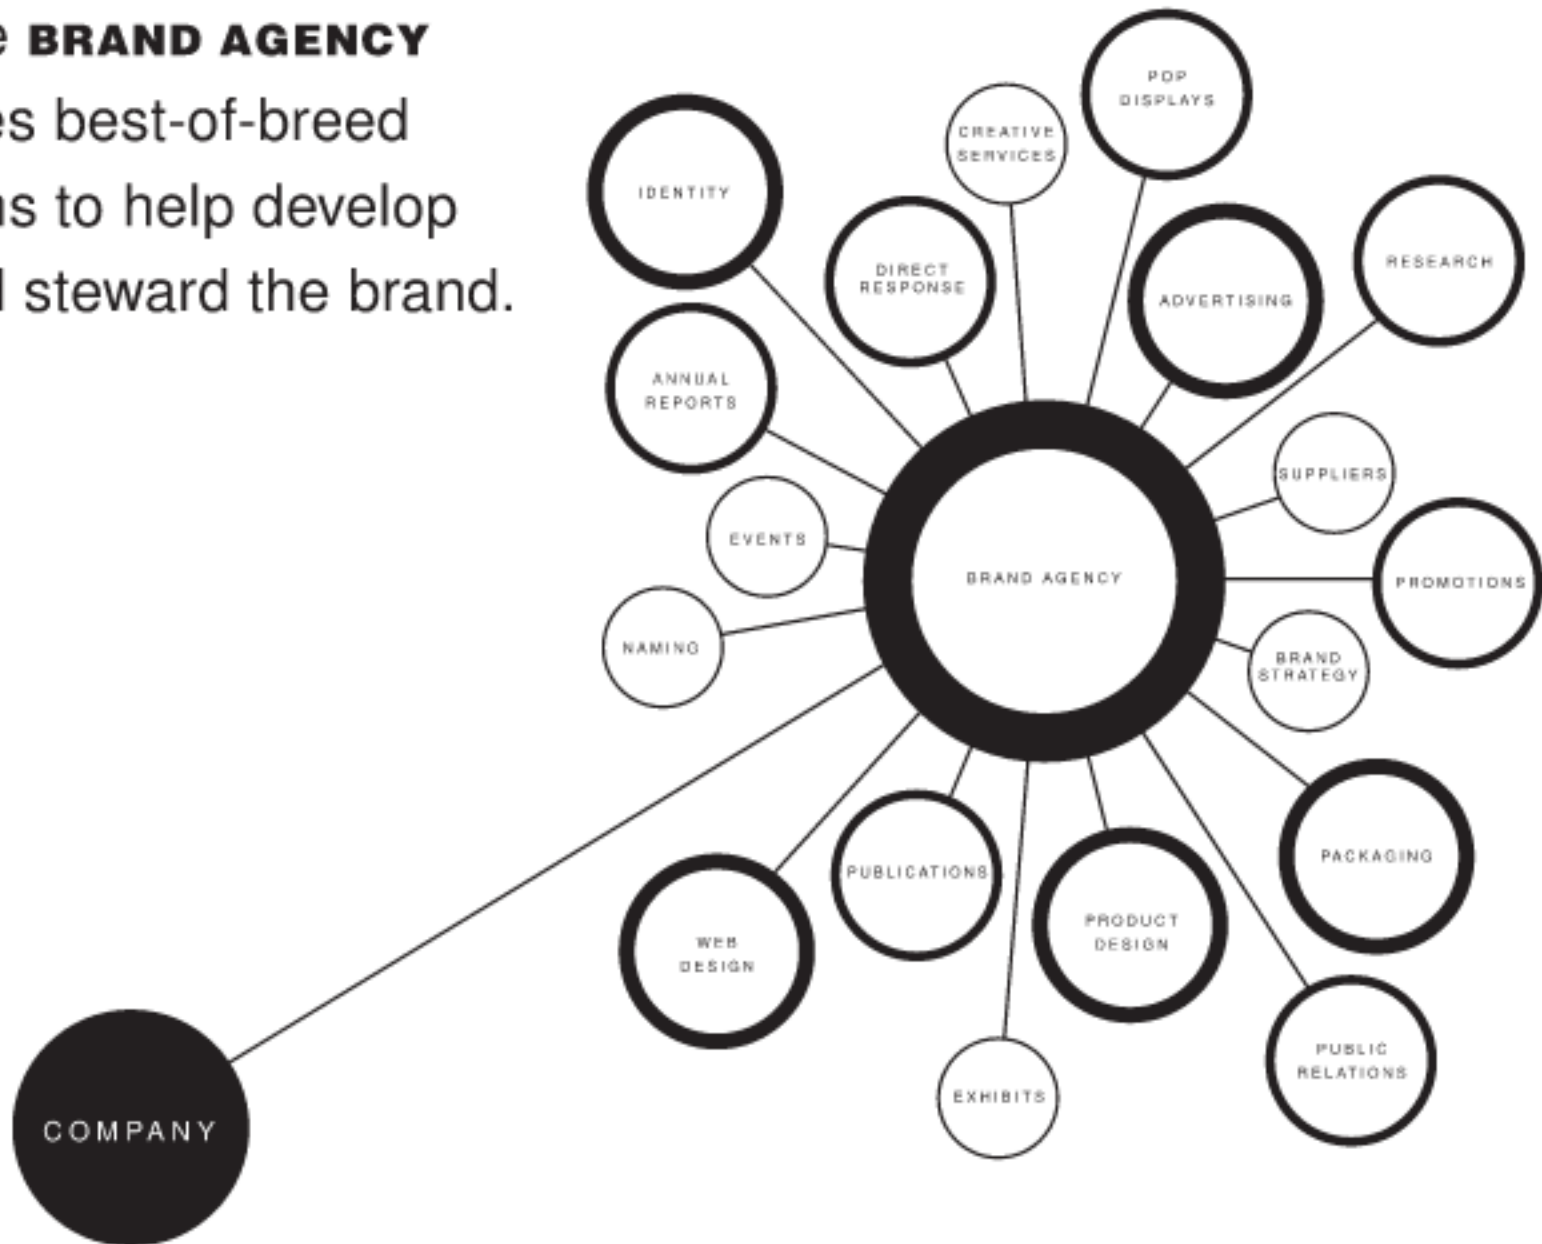 BRAND AGENCY
best-of-breed
to help develop
steward the brand.
POP
DISPLAYS
CREATIVE
SERVICES
IDENTITY
DIRECT
RESPONSE
ADVERTISING
RESEARCH
ANNUAL
REPORTS
SUPPLIERS
EVENTS
BRAND AGENCY
PROMOTIONS
NAMING
BRAND
STRATEGY
PUBLICATIONS
PACKAGING
PRODUCT
DESIGN
WEB
DESIGN
PUBLIC
RELATIONS
EXHIBITS
COMPANY